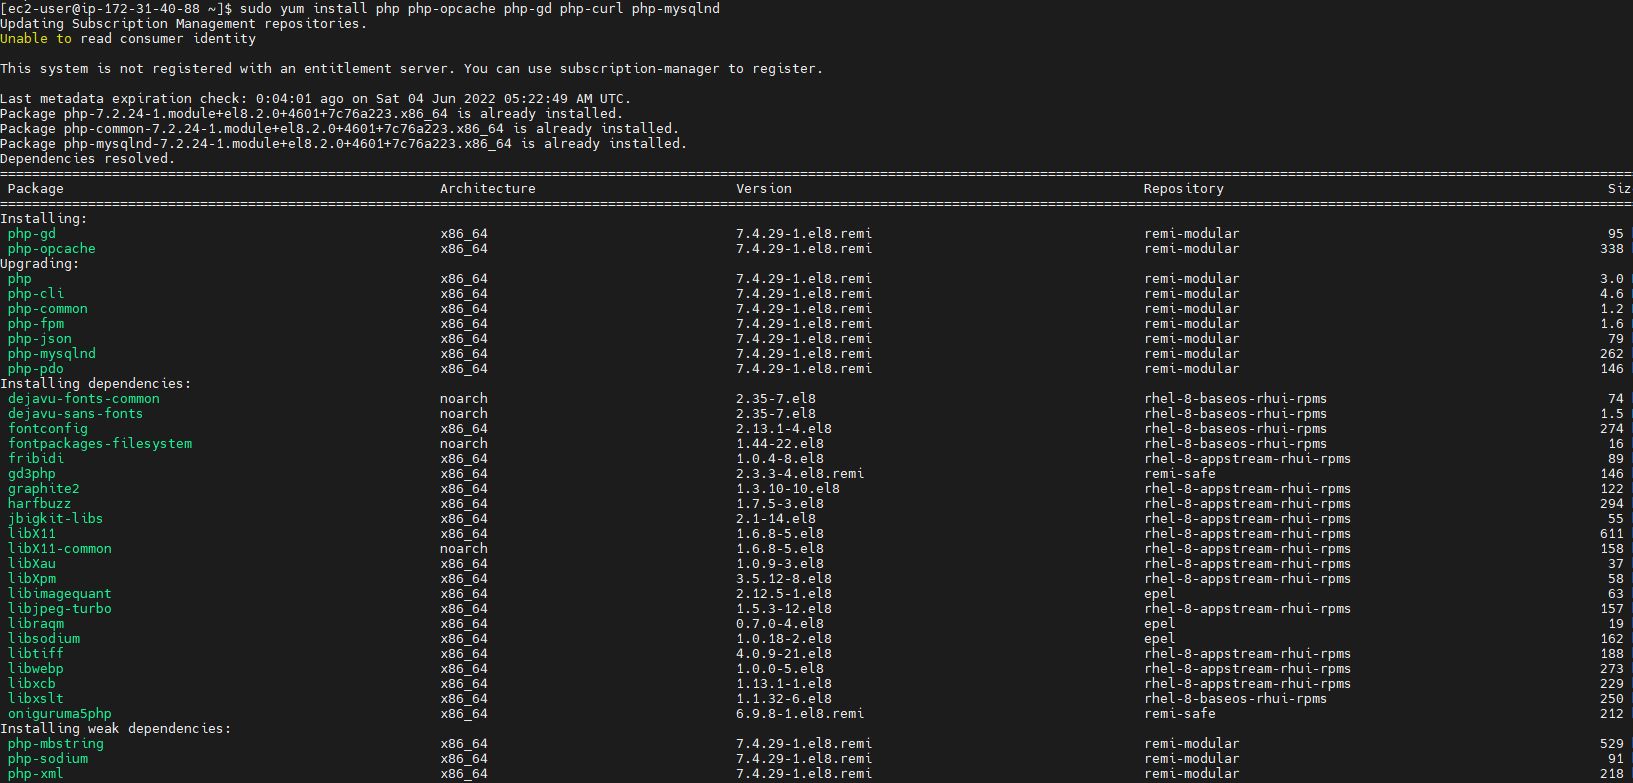 [ec2-user@ip-172-31-40-88 ~]$ sudo yum install php php-opcache php-gd php-curl php-mysqlnd
Updating Subscription Management repositories.
Unable to read consumer identity
This system is not registered with an entitlement server. You can use subscription-manager to register.
Last metadata expiration check: 0:04:01 ago on Sat 04 Jun 2022 05:22:49 AM UTC.
Package php-7.2.24-1.module+el8.2.0+4601+7c76a223.x86_64 is already installed.
Package php-common-7.2.24-1.module+el8.2.0+4601+7c76a223.x86_64 is already installed.
Package php-mysqlnd-7.2.24-1.module+el8.2.0+4601+7c76a223.x86_64 is already installed.
Dependencies resolved.
Package Architecture Version Repository Siz
Installing:
php-gd x86_64 7.4.29-1.el8.remi remi-modular 95
php-opcache x86_64 7.4.29-1.el8.remi remi-modular 338
Upgrading:
php x86_64 7.4.29-1.el8.remi remi-modular 3.0
php-cli x86_64 7.4.29-1.el8.remi remi-modular 4.6
php-common x86_64 7.4.29-1.el8.remi remi-modular 1.2
php-fpm x86_64 7.4.29-1.el8.remi remi-modular 1.6
php-json x86_64 7.4.29-1.el8.remi remi-modular 79
php-mysqlnd x86_64 7.4.29-1.el8.remi remi-modular 262
php-pdo x86_64 7.4.29-1.el8.remi remi-modular 146
Installing dependencies:
dejavu-fonts-common noarch 2.35-7.el8 rhel-8-baseos-rhui-rpms 74
dejavu-sans-fonts noarch 2.35-7.el8 rhel-8-baseos-rhui-rpms 1.5
fontconfig x86_64 2.13.1-4.el8 rhel-8-baseos-rhui-rpms 274
fontpackages-filesystem noarch 1.44-22.el8 rhel-8-baseos-rhui-rpms 16
fribidi x86_64 1.0.4-8.el8 rhel-8-appstream-rhui-rpms 89
gd3php x86_64 2.3.3-4.el8.remi remi-safe 146
graphite2 x86_64 1.3.10-10.el8 rhel-8-appstream-rhui-rpms 122
harfbuzz x86_64 1.7.5-3.el8 rhel-8-appstream-rhui-rpms 294
jbigkit-libs x86_64 2.1-14.el8 rhel-8-appstream-rhui-rpms 55
libX11 x86_64 1.6.8-5.el8 rhel-8-appstream-rhui-rpms 611
libX11-common noarch 1.6.8-5.el8 rhel-8-appstream-rhui-rpms 158
libXau x86_64 1.0.9-3.el8 rhel-8-appstream-rhui-rpms 37
libXpm x86_64 3.5.12-8.el8 rhel-8-appstream-rhui-rpms 58
libimagequant x86_64 2.12.5-1.el8 epel 63
libjpeg-turbo x86_64 1.5.3-12.el8 rhel-8-appstream-rhui-rpms 157
libraqm x86_64 0.7.0-4.el8 epel 19
libsodium x86_64 1.0.18-2.el8 epel 162
libtiff x86_64 4.0.9-21.el8 rhel-8-appstream-rhui-rpms 188
libwebp x86_64 1.0.0-5.el8 rhel-8-appstream-rhui-rpms 273
libxcb x86_64 1.13.1-1.el8 rhel-8-appstream-rhui-rpms 229
libxslt x86_64 1.1.32-6.el8 rhel-8-baseos-rhui-rpms 250
oniguruma5php x86_64 6.9.8-1.el8.remi remi-safe 212
Installing weak dependencies:
php-mbstring x86_64 7.4.29-1.el8.remi remi-modular 529
php-sodium x86_64 7.4.29-1.el8.remi remi-modular 91
php-xml x86_64 7.4.29-1.el8.remi remi-modular 218